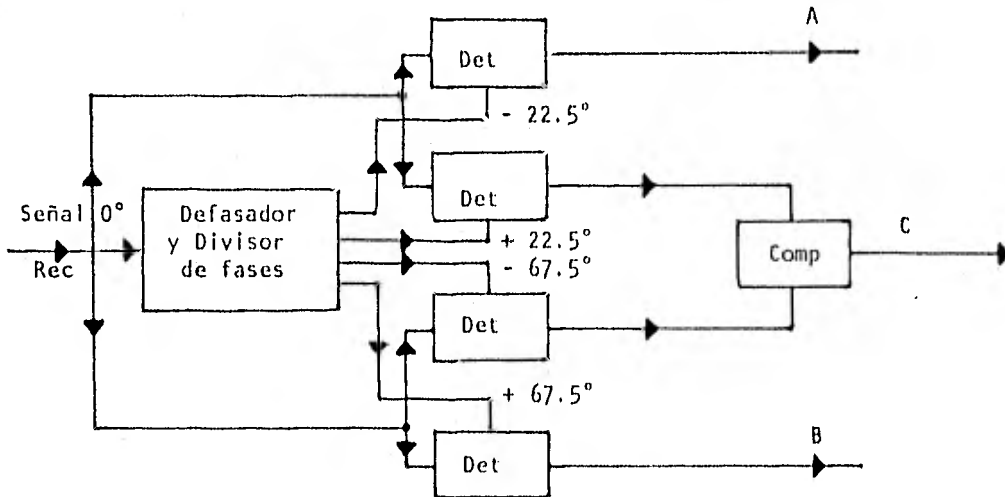 A
Det
- 22.5°
Det
Señal 0°
Defasador
y Divisor
de fases
Rec
+ 22.5°
- 67.5°
C
Comp
Det
+ 67.5°
B
Det